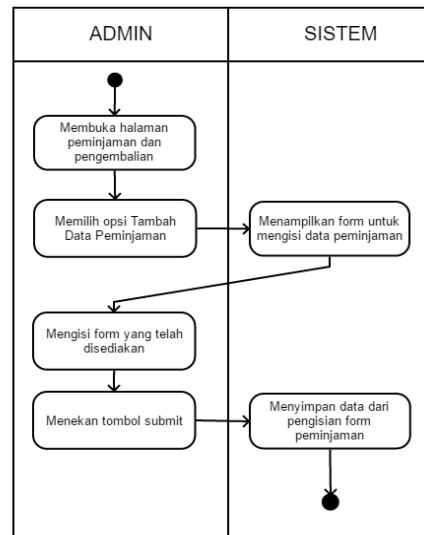 ADMIN
SISTEM
Membuka halaman
peminjaman dan
pengembalian
Memilih opsi Tambah
Data Peminjaman
Menampilkan form untuk
mengisi data peminjaman
Mengisi form yang telah
disediakan
Menekan tombol submit
Menyimpan data dari
pengisian form
peminjaman